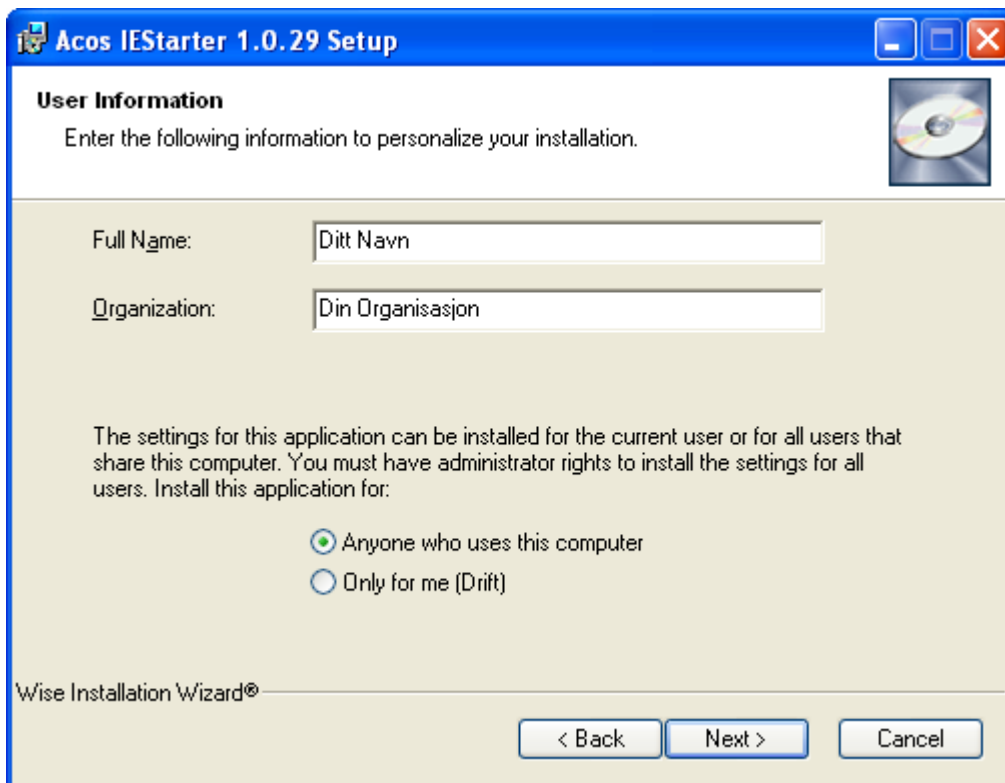 Acos IEStarter 1.0.29 Setup
User Information
Enter the following information to personalize your installation.
Full Name:
Ditt Navn
Organization:
Din Organisasjon
The settings for this application can be installed for the current user or for all users that
share this computer. You must have administrator rights to install the settings for all
users. Install this application for:
Anyone who uses this computer
Only for me (Drift)
Wise Installation Wizard®
< Back
Next >
Cancel